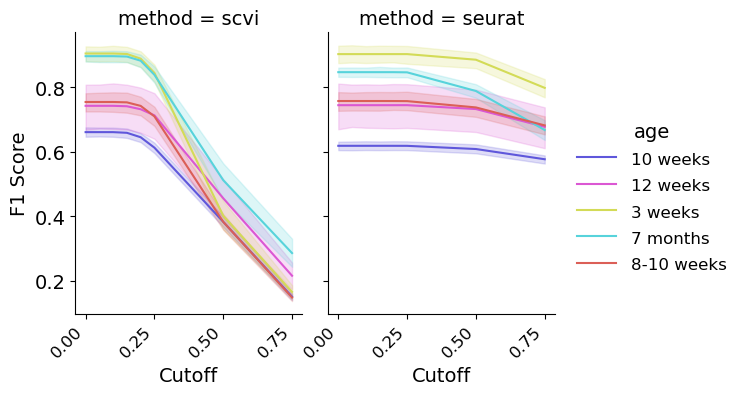 method = scvi
method = seurat
F1 Score
0.8
0.6
0.4
0.2
0.00
0.25
0.50
0.75
0.00
0.25
0.50
0.75
Cutoff
Cutoff
age
10 weeks
12 weeks
3 weeks
7 months
8-10 weeks